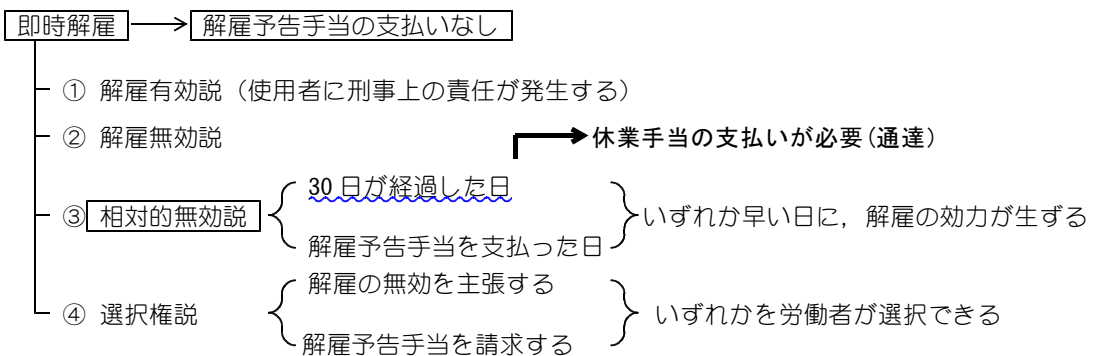 即時解雇 解雇予告手当の支払いなし
① 解雇有効説（使用者に刑事上の責任が発生する）
② 解雇無効説 休業手当の支払いが必要(通達)
30日が経過した日
③ 相対的無効説 いずれか早い日に，解雇の効力が生ずる
解雇予告手当を支払った日
解雇の無効を主張する
④ 選択権説 いずれかを労働者が選択できる
解雇予告手当を請求する